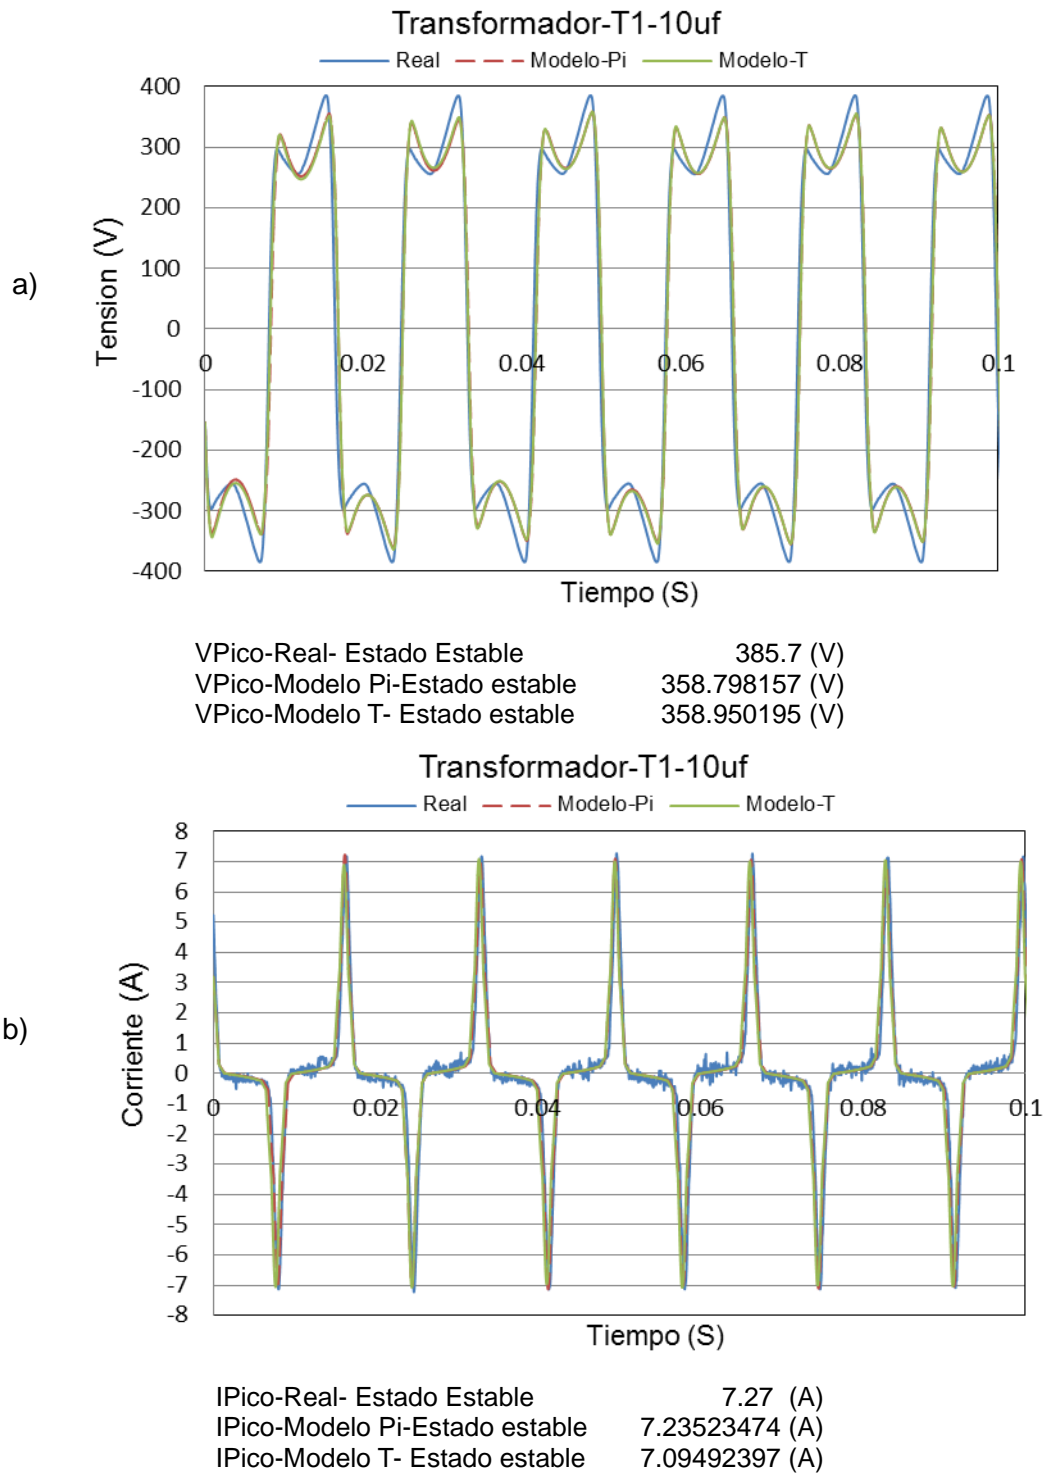 Transformador-T1-10uf
Real Modelo-Pi Modelo-T
400
300
200
100
0
-100
-200
-300
-400
0 0.02 0.04 0.06 0.08 0.1
Tension (V)
a)
Tiempo (S)
VPico-Real- Estado Estable 385.7 (V)
VPico-Modelo Pi-Estado estable 358.798157 (V)
VPico-Modelo T- Estado estable 358.950195 (V)
Transformador-T1-10uf
Real Modelo-Pi Modelo-T
8
7
6
5
4
3
2
1
0
-1
-2
-3
-4
-5
-6
-7
-8
0 0.02 0.04 0.06 0.08 0.1
Corriente (A)
b)
Tiempo (S)
IPico-Real- Estado Estable 7.27 (A)
IPico-Modelo Pi-Estado estable 7.23523474 (A)
IPico-Modelo T- Estado estable 7.09492397 (A)